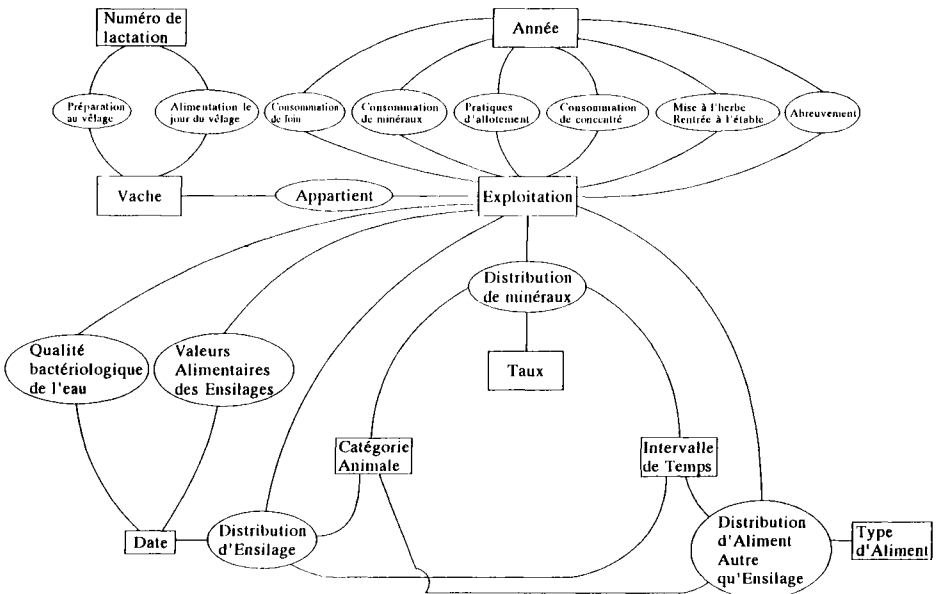 Numéro de
lactation
Année
Préparation
au vêlage
Alimentation le
jour du vêlage
Consommation
de foin
Consommation
de minéraux
Pratiques
d'allotement
Consommation
de concentré
Mise à l'herbe
Rentrée à l'étable
Abreuvement
Vache
Appartient
Exploitation
Distribution
de minéraux
Qualité
bactériologique
de l'eau
Valeurs
Alimentaires
des Ensilages
Taux
Catégorie
Animale
Intervalle
de Temps
Date
Distribution
d'Ensilage
Distribution
d'Aliment
Autre
qu'Ensilage
Type
d'Aliment